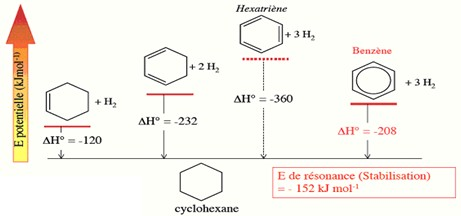 E potentielle (kJmol⁻¹)
+ H₂
ΔH° = -120
+ 2 H₂
ΔH° = -232
Hexatriène
+ 3 H₂
ΔH° = -360
Benzène
+ 3 H₂
ΔH° = -208
cyclohexane
E de résonance (Stabilisation)
= - 152 kJ mol⁻¹